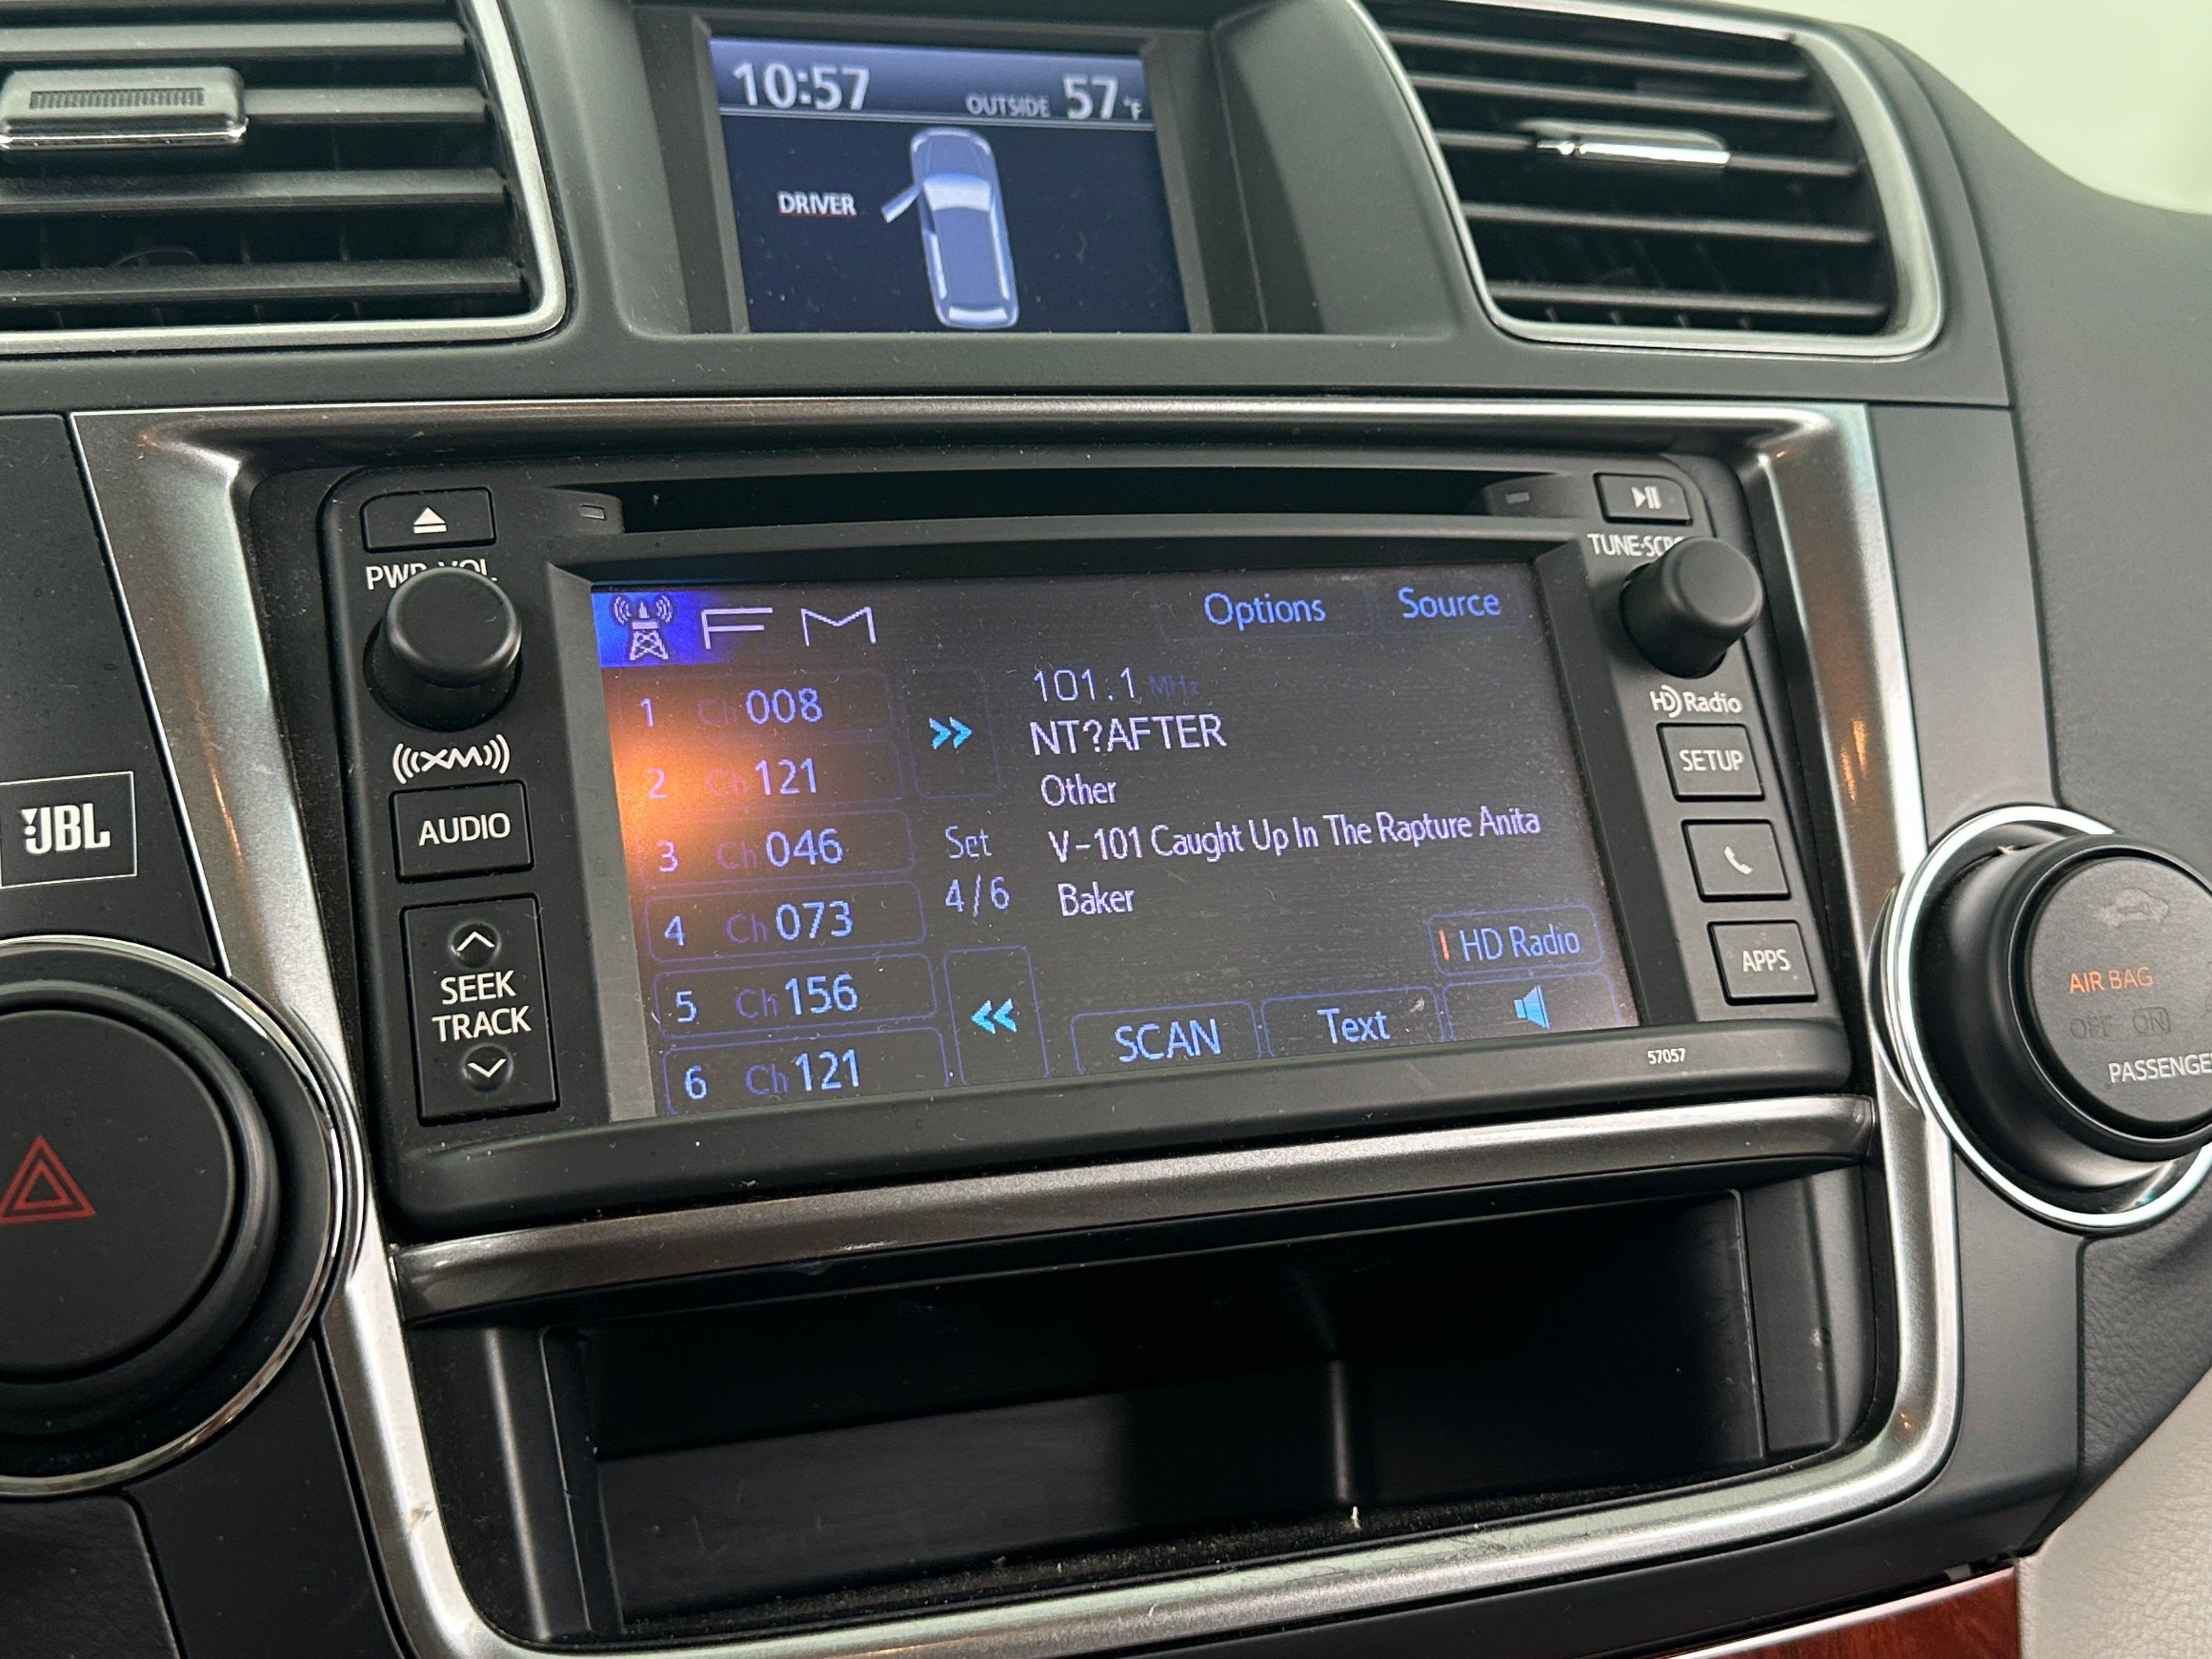 10:57 OUTSIDE 57 °F
DRIVER
PWR·VOL
TUNE·SCRO
FM Options Source
1 Ch 008
2 Ch 121
3 Ch 046
4 Ch 073
5 Ch 156
6 Ch 121
Set
4/6
101.1 MHz
NT?AFTER
Other
V-101 Caught Up In The Rapture Anita
Baker
HD Radio
SCAN Text
((XM))
AUDIO
SEEK
TRACK
JBL
HD Radio
SETUP
APPS
57057
AIR BAG
OFF ON
PASSENGE